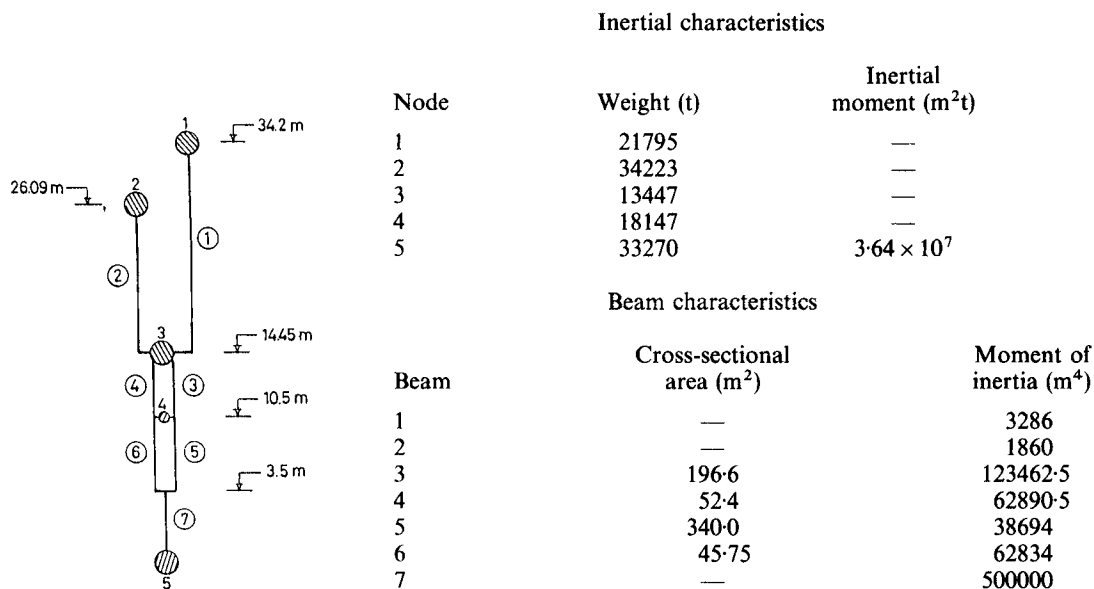 Inertial characteristics
Node Weight (t) Inertial moment (m²t)
1 21795 —
2 34223 —
3 13447 —
4 18147 —
5 33270 3·64 × 10⁷
Beam characteristics
Beam Cross-sectional area (m²) Moment of inertia (m⁴)
1 — 3286
2 — 1860
3 196·6 123462·5
4 52·4 62890·5
5 340·0 38694
6 45·75 62834
7 — 500000
1
34.2 m
2
26.09 m
①
②
3
14.45 m
④ ③
4
10.5 m
⑥ ⑤
3.5 m
⑦
5